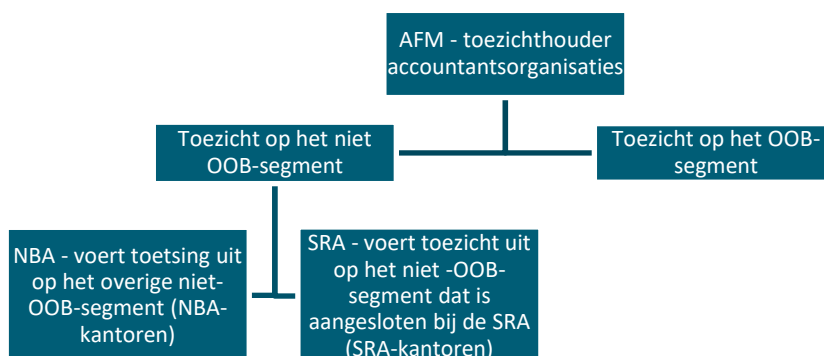 AFM - toezichthouder
accountantsorganisaties
Toezicht op het niet
OOB-segment
Toezicht op het OOB-
segment
NBA - voert toetsing uit
op het overige niet-
OOB-segment (NBA-
kantoren)
SRA - voert toezicht uit
op het niet -OOB-
segment dat is
aangesloten bij de SRA
(SRA-kantoren)